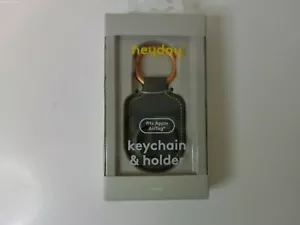 heyday
fits Apple
AirTag®
keychain
& holder